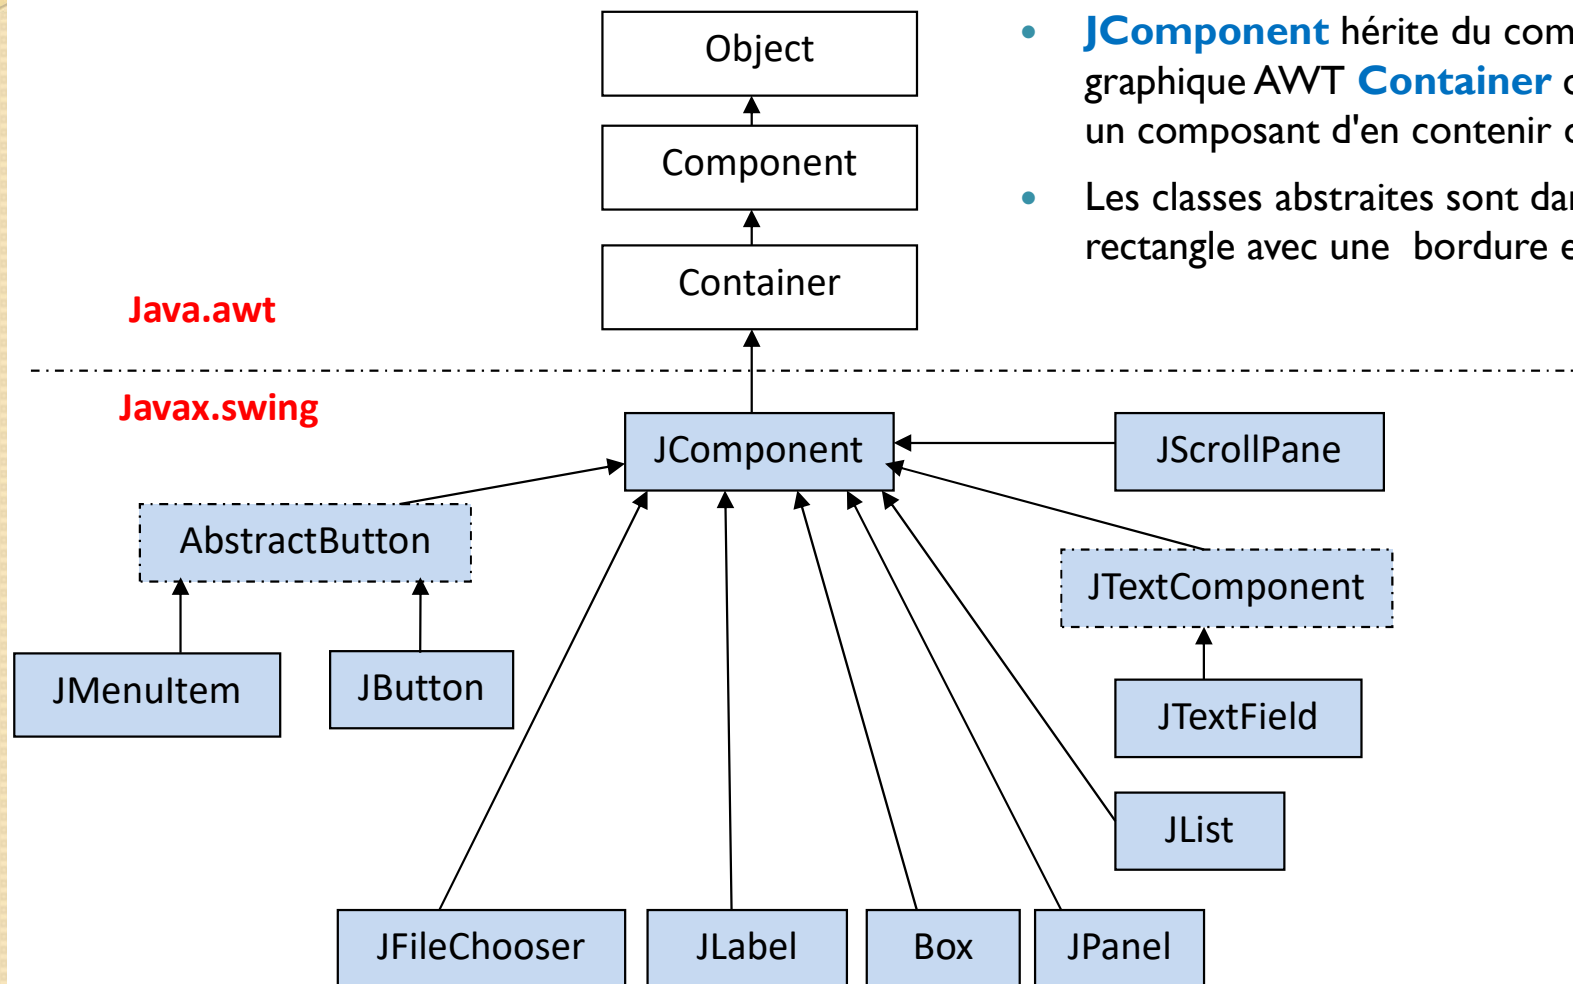 Object
Component
Container
JComponent hérite du com
graphique AWT Container
un composant d'en contenir
Les classes abstraites sont
rectangle avec une bordure
Java.awt
Javax.swing
JComponent
JScrollPane
AbstractButton
JTextComponent
JMenuItem
JButton
JTextField
JList
JFileChooser
JLabel
Box
JPanel